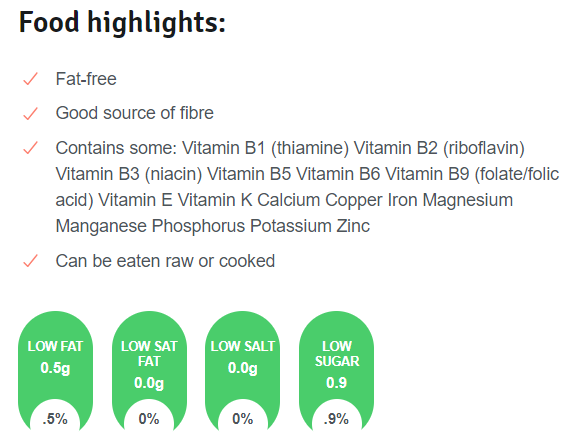 Food highlights:
Fat-free
Good source of fibre
Contains some: Vitamin B1 (thiamine) Vitamin B2 (riboflavin)
Vitamin B3 (niacin) Vitamin B5 Vitamin B6 Vitamin B9 (folate/folic
acid) Vitamin E Vitamin K Calcium Copper Iron Magnesium
Manganese Phosphorus Potassium Zinc
Can be eaten raw or cooked
LOW FAT
0.5g
.5%
LOW SAT
FAT
0.0g
0%
LOW SALT
0.0g
0%
LOW
SUGAR
0.9
.9%